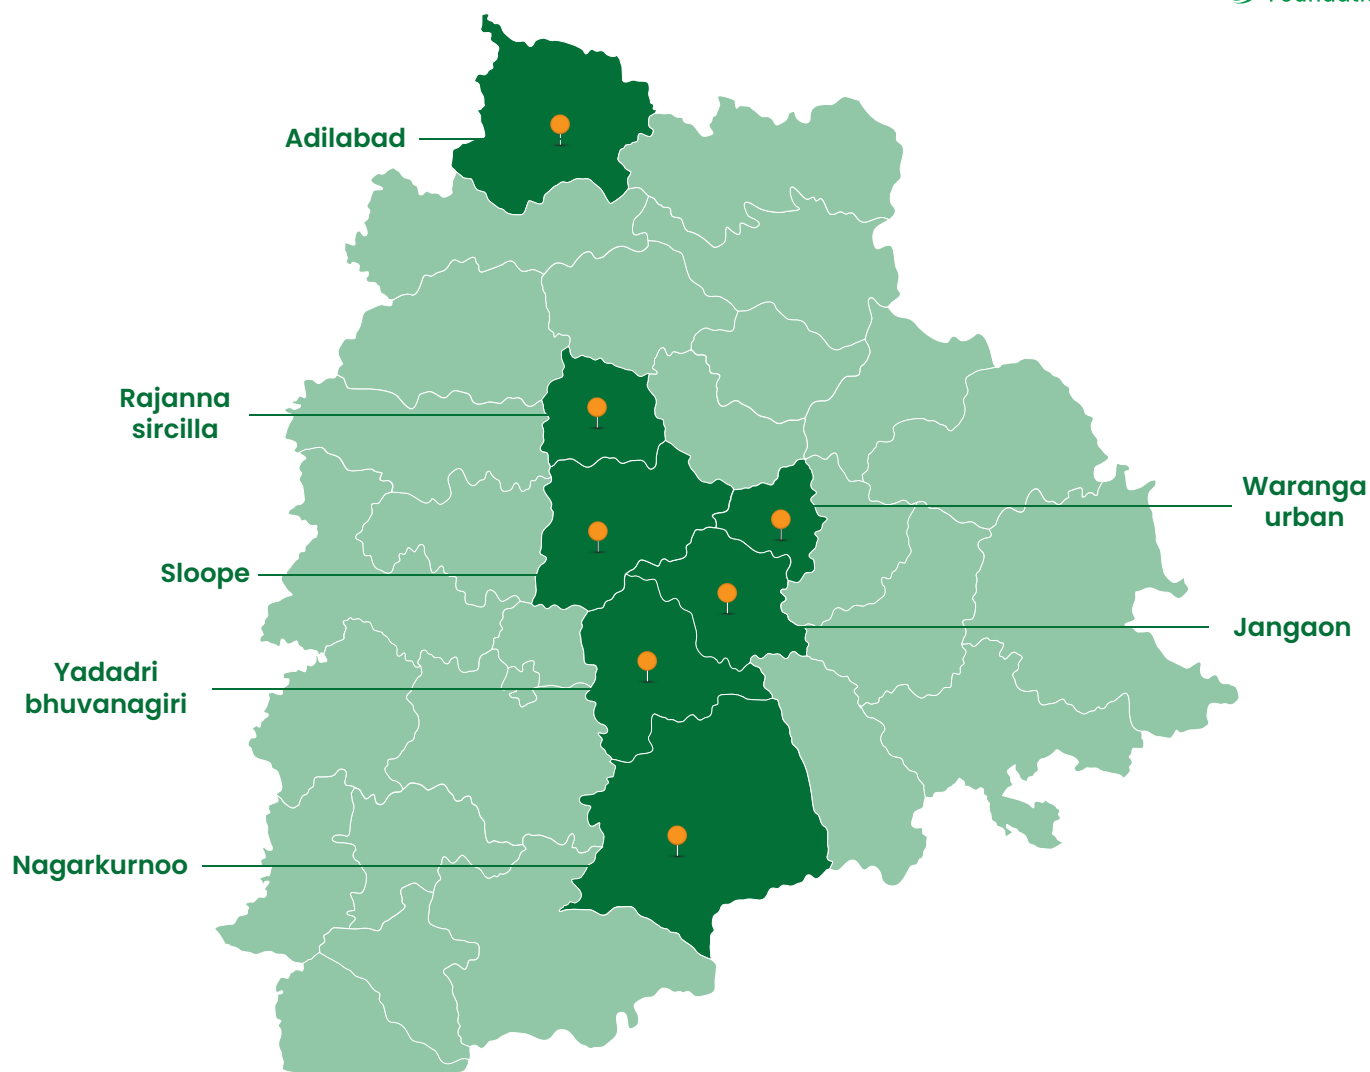 Adilabad
Rajanna
sircilla
Waranga
urban
Sloope
Jangaon
Yadadri
bhuvanagiri
Nagarkurnoo